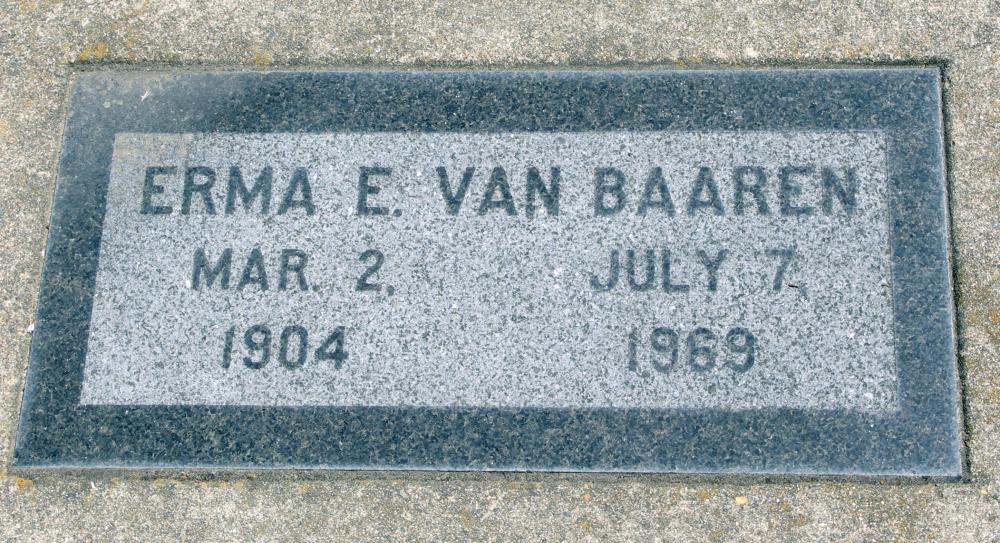 ERMA E. VAN BAAREN
MAR. 2, JULY 7,
1904 1969